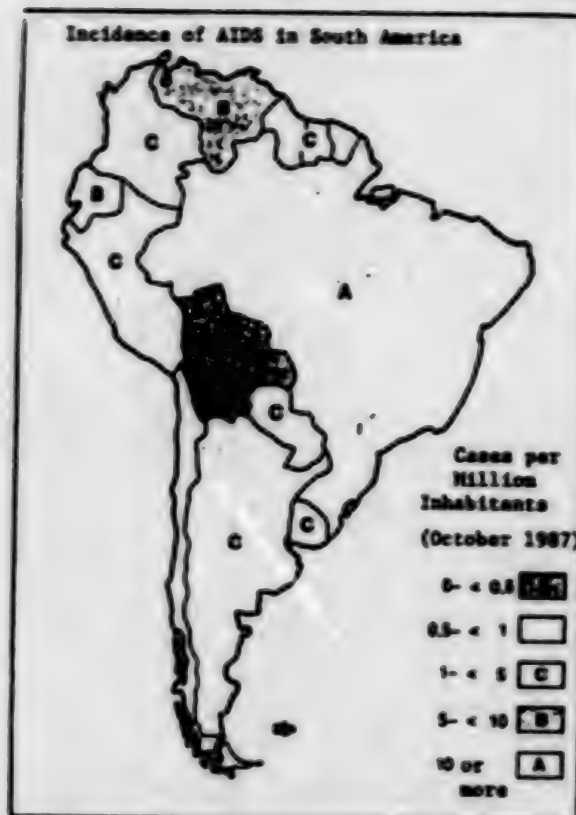 Incidence of AIDS in South America
B
C
C
B
C
A
C
C
C
Cases per
Million
Inhabitants
(October 1987)
0- < 0.5
0.5- < 1
1- < 5 C
5- < 10 B
10 or A
more